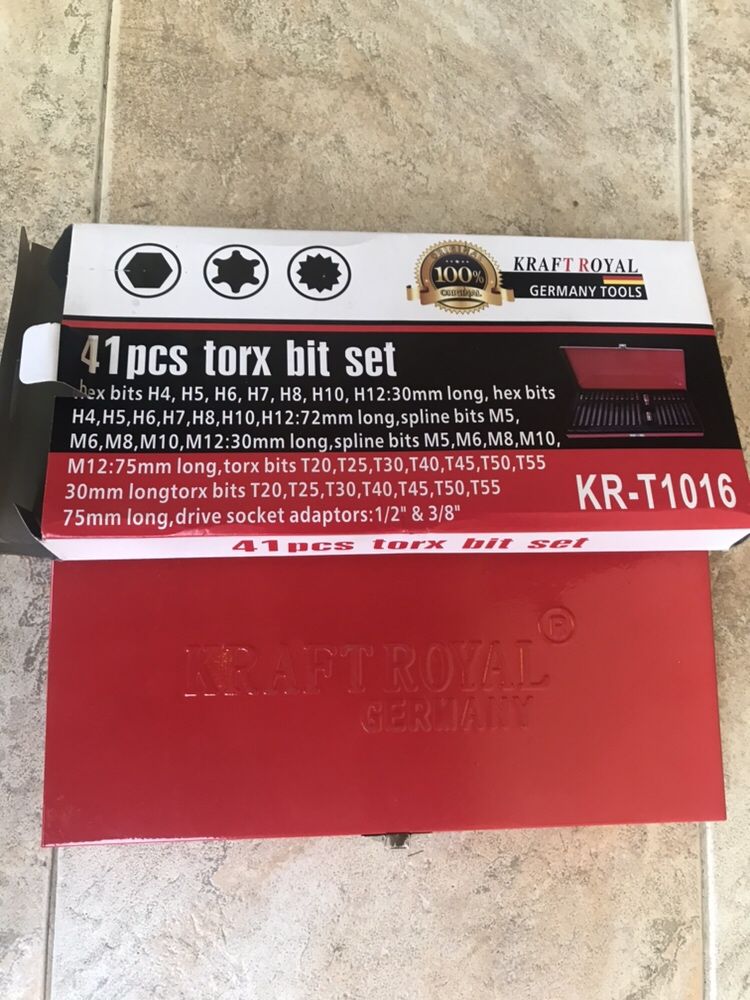 100%
ORIGINAL
KRAFT ROYAL
GERMANY TOOLS
41pcs torx bit set
hex bits H4, H5, H6, H7, H8, H10, H12:30mm long, hex bits
H4,H5,H6,H7,H8,H10,H12:72mm long,spline bits M5,
M6,M8,M10,M12:30mm long,spline bits M5,M6,M8,M10,
M12:75mm long,torx bits T20,T25,T30,T40,T45,T50,T55
30mm longtorx bits T20,T25,T30,T40,T45,T50,T55
75mm long,drive socket adaptors:1/2" & 3/8"
KR-T1016
41pcs torx bit set
KRAFT ROYAL
GERMANY